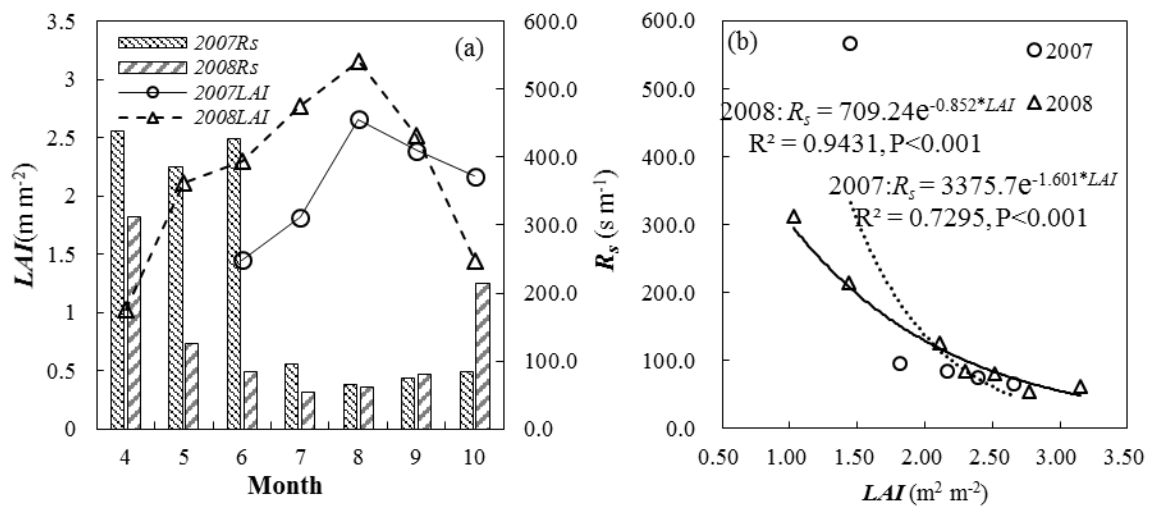 3.5
3
2.5
2
1.5
1
0.5
0
LAI(m m⁻²)
2007Rs
2008Rs
2007LAI
2008LAI
(a)
600.0
500.0
400.0
300.0
200.0
100.0
0.0
R_s (s m⁻¹)
4 5 6 7 8 9 10
Month
600.0
500.0
400.0
300.0
200.0
100.0
0.0
(b)
2007
2008
2008: R_s = 709.24e^-0.852*LAI
R² = 0.9431, P<0.001
2007:R_s = 3375.7e^-1.601*LAI
R² = 0.7295, P<0.001
0.50 1.00 1.50 2.00 2.50 3.00 3.50
LAI (m² m⁻²)